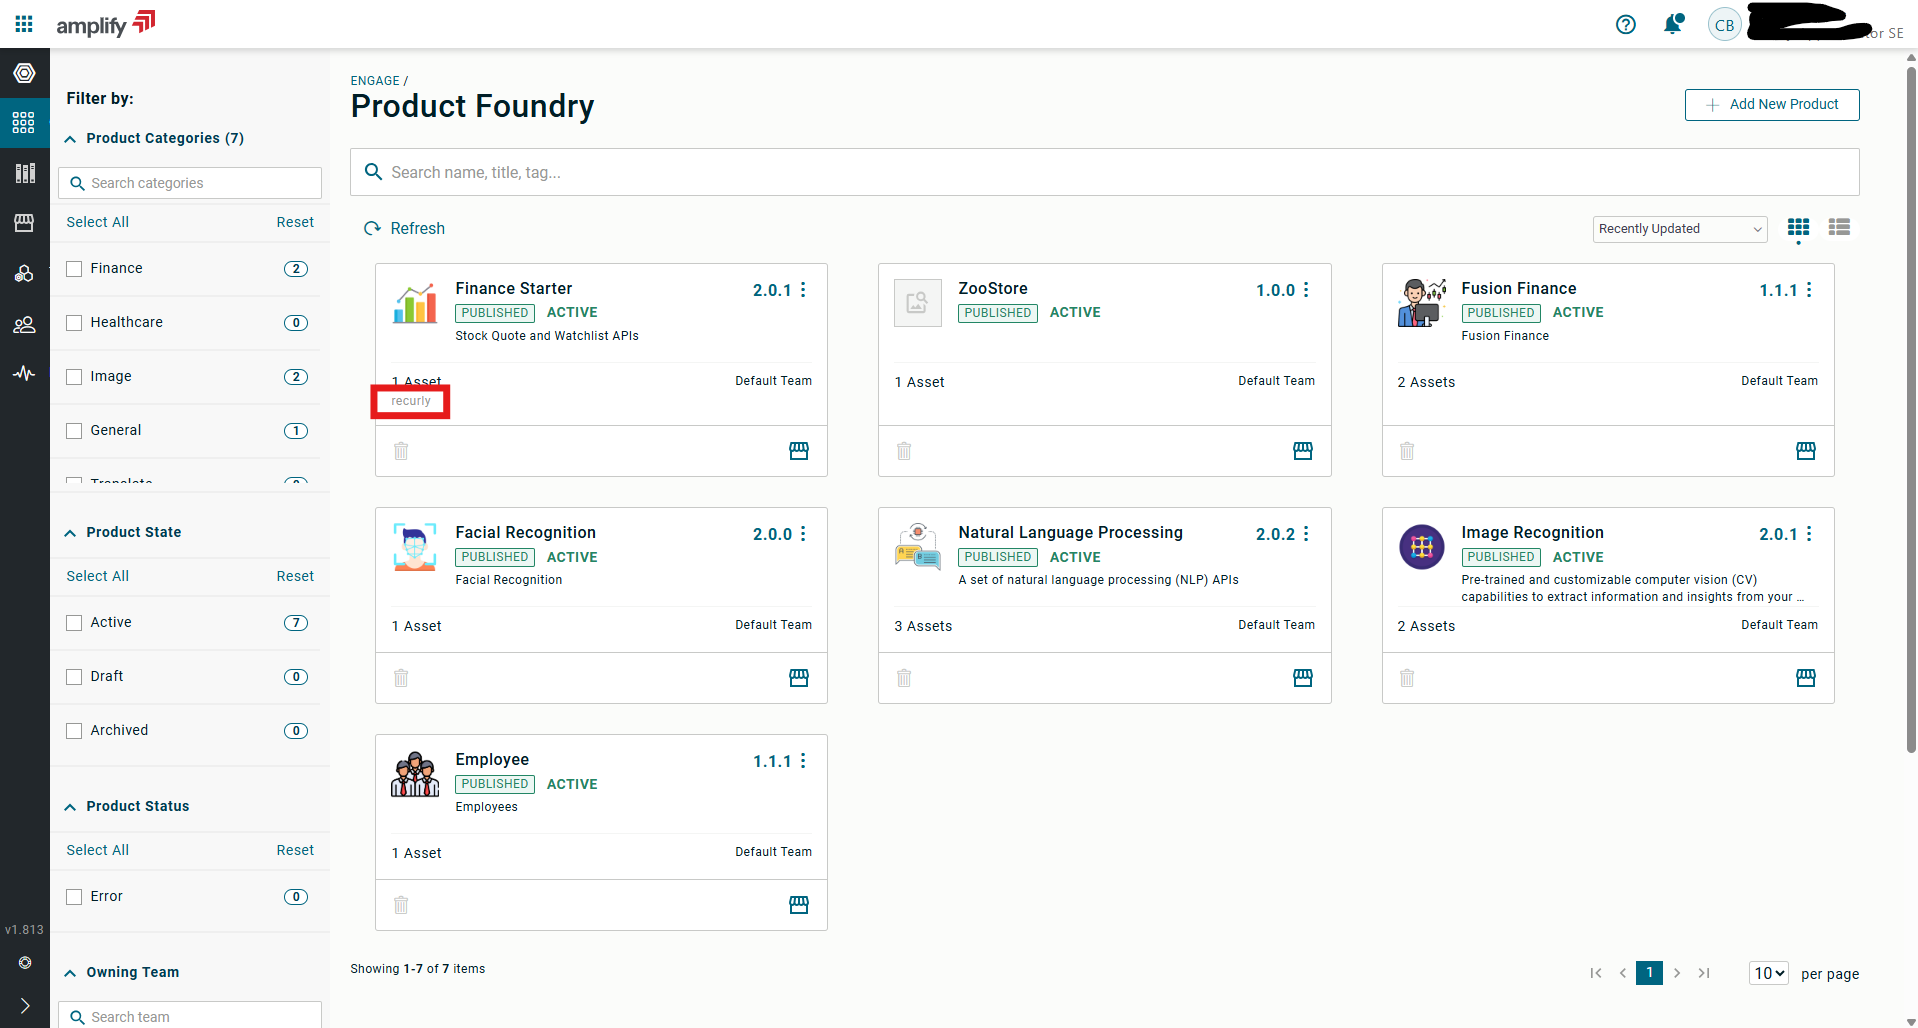 amplify
CB
or SE
Filter by:
Product Categories (7)
Search categories
Select All Reset
Finance 2
Healthcare 0
Image 2
General 1
Translate
Product State
Select All Reset
Active 7
Draft 0
Archived 0
Product Status
Select All Reset
Error 0
Owning Team
Search team
v1.813
ENGAGE /
Product Foundry
Add New Product
Search name, title, tag...
Refresh
Recently Updated
Finance Starter 2.0.1
PUBLISHED ACTIVE
Stock Quote and Watchlist APIs
1 Asset Default Team
recurly
ZooStore 1.0.0
PUBLISHED ACTIVE
1 Asset Default Team
Fusion Finance 1.1.1
PUBLISHED ACTIVE
Fusion Finance
2 Assets Default Team
Facial Recognition 2.0.0
PUBLISHED ACTIVE
Facial Recognition
1 Asset Default Team
Natural Language Processing 2.0.2
PUBLISHED ACTIVE
A set of natural language processing (NLP) APIs
3 Assets Default Team
Image Recognition 2.0.1
PUBLISHED ACTIVE
Pre-trained and customizable computer vision (CV)
capabilities to extract information and insights from your ...
2 Assets Default Team
Employee 1.1.1
PUBLISHED ACTIVE
Employees
1 Asset Default Team
Showing 1-7 of 7 items
1
10 per page